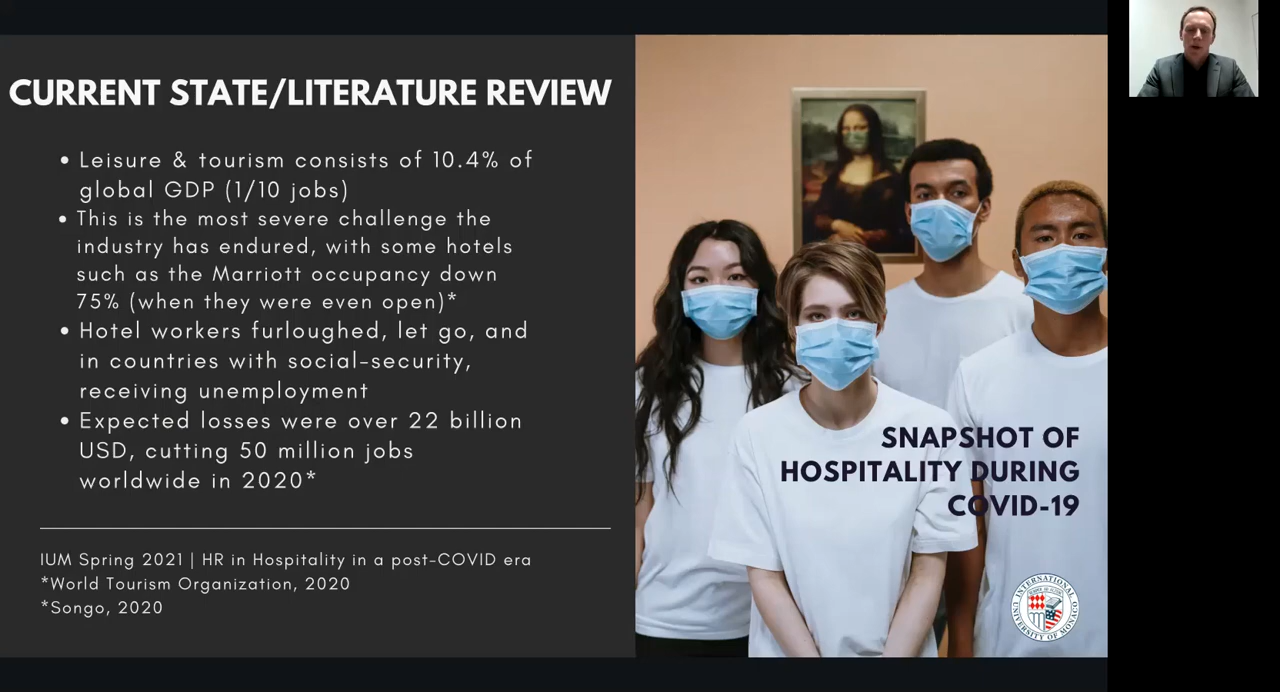 CURRENT STATE/LITERATURE REVIEW
• Leisure & tourism consists of 10.4% of
global GDP (1/10 jobs)
• This is the most severe challenge the
industry has endured, with some hotels
such as the Marriott occupancy down
75% (when they were even open)*
• Hotel workers furloughed, let go, and
in countries with social-security,
receiving unemployment
• Expected losses were over 22 billion
USD, cutting 50 million jobs
worldwide in 2020*
IUM Spring 2021 | HR in Hospitality in a post-COVID era
*World Tourism Organization, 2020
*Songo, 2020
SNAPSHOT OF
HOSPITALITY DURING
COVID-19
INTERNATIONAL
UNIVERSITY OF MONACO